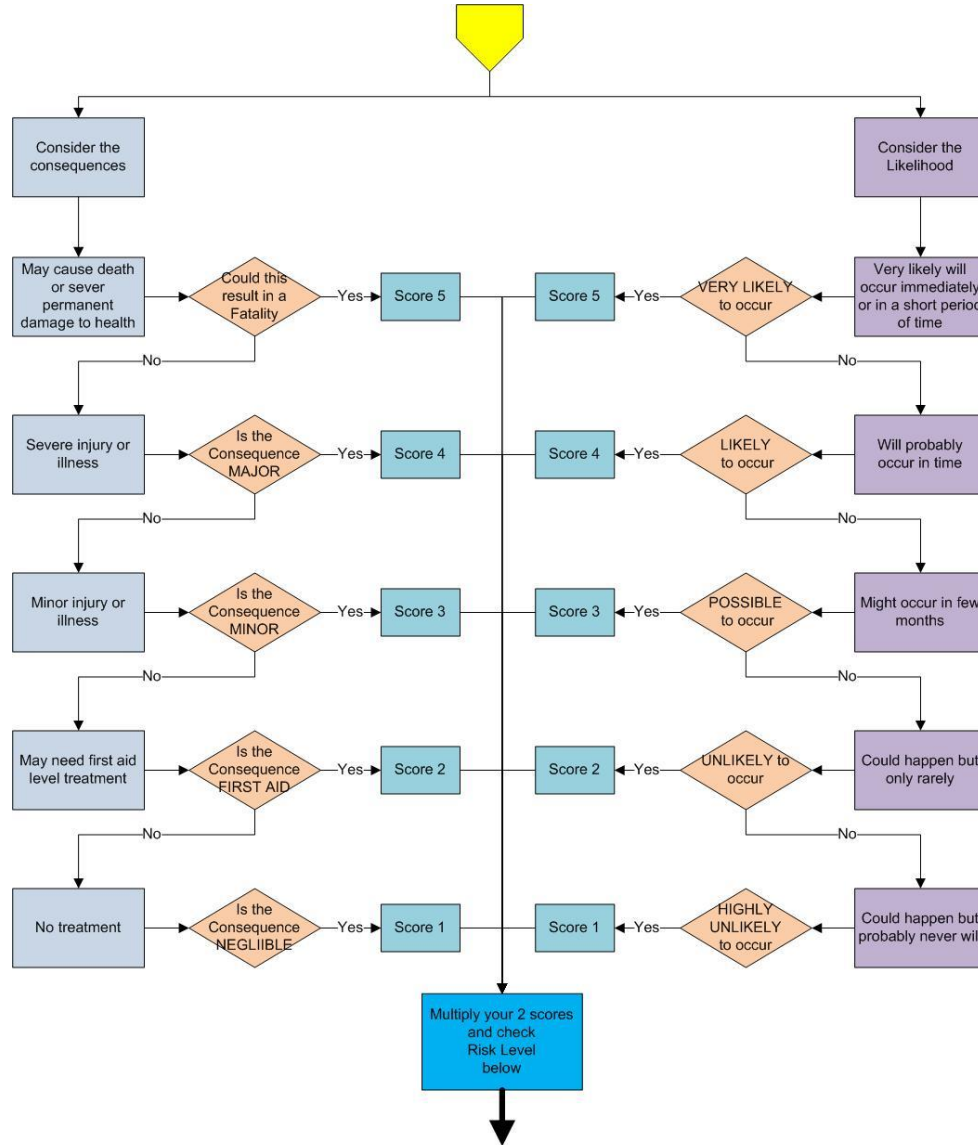 Consider the
consequences
Consider the
Likelihood
May cause death
or sever
permanent
damage to health
Could this
result in a
Fatality
Yes
Score 5
Score 5
Yes
VERY LIKELY
to occur
Very likely will
occur immediately
or in a short period
of time
No
No
Severe injury or
illness
Is the
Consequence
MAJOR
Yes
Score 4
Score 4
Yes
LIKELY
to occur
Will probably
occur in time
No
No
Minor injury or
illness
Is the
Consequence
MINOR
Yes
Score 3
Score 3
Yes
POSSIBLE
to occur
Might occur in few
months
No
No
May need first aid
level treatment
Is the
Consequence
FIRST AID
Yes
Score 2
Score 2
Yes
UNLIKELY to
occur
Could happen but
only rarely
No
No
No treatment
Is the
Consequence
NEGLIIBLE
Yes
Score 1
Score 1
Yes
HIGHLY
UNLIKELY
to occur
Could happen but
probably never will
Multiply your 2 scores
and check
Risk Level
below